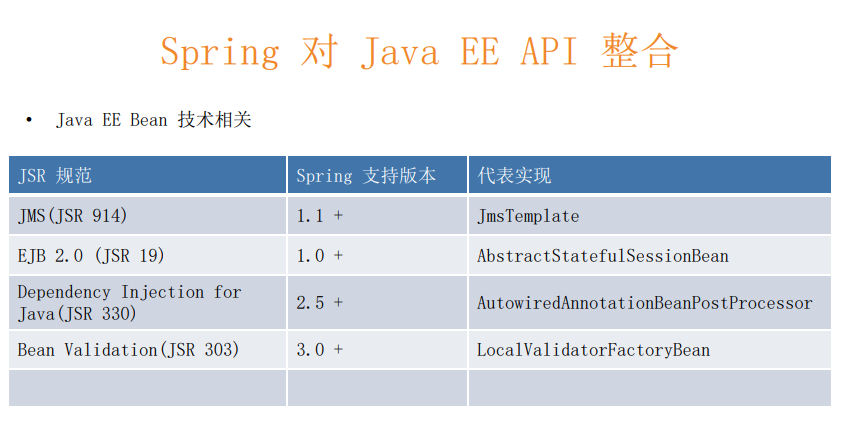 Spring 对 Java EE API 整合
• Java EE Bean 技术相关
JSR 规范 Spring 支持版本 代表实现
JMS(JSR 914) 1.1 + JmsTemplate
EJB 2.0 (JSR 19) 1.0 + AbstractStatefulSessionBean
Dependency Injection for
Java(JSR 330) 2.5 + AutowiredAnnotationBeanPostProcessor
Bean Validation(JSR 303) 3.0 + LocalValidatorFactoryBean